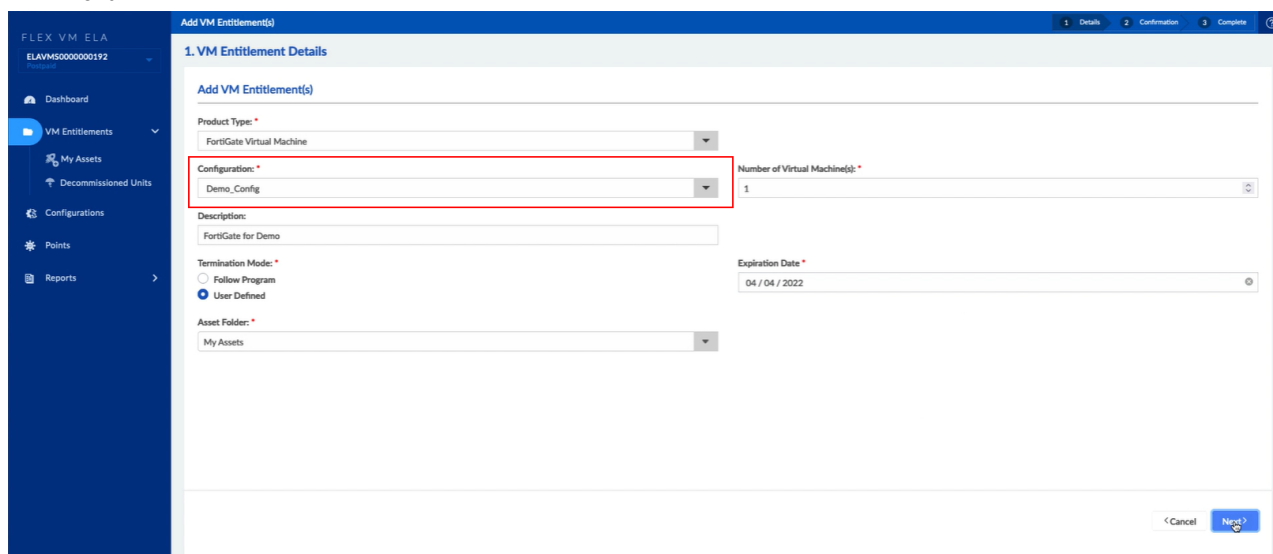 Add VM Entitlement(s)
1 Details 2 Confirmation 3 Complete
FLEX VM ELA
ELAVMS0000000192
Postpaid
1. VM Entitlement Details
Dashboard
VM Entitlements
My Assets
Decommissioned Units
Configurations
Points
Reports
Add VM Entitlement(s)
Product Type: *
FortiGate Virtual Machine
Configuration: *
Demo_Config
Number of Virtual Machine(s): *
1
Description:
FortiGate for Demo
Termination Mode: *
Follow Program
User Defined
Expiration Date *
04 / 04 / 2022
Asset Folder: *
My Assets
< Cancel
Next >